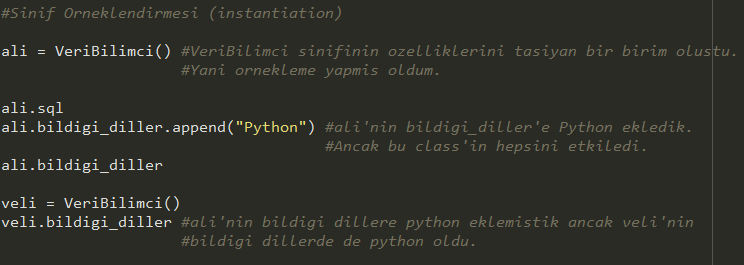 #Sinif Orneklendirmesi (instantiation)
ali = VeriBilimci() #VeriBilimci sinifinin ozelliklerini tasiyan bir birim olustu.
#Yani ornekleme yapmis oldum.
ali.sql
ali.bildigi_diller.append("Python") #ali'nin bildigi_diller'e Python ekledik.
#Ancak bu class'in hepsini etkiledi.
ali.bildigi_diller
veli = VeriBilimci()
veli.bildigi_diller #ali'nin bildigi dillere python eklemistik ancak veli'nin
#bildigi dillerde de python oldu.